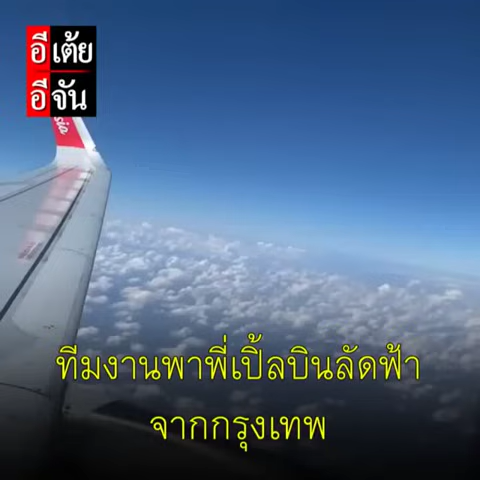 อีเต้ย
อีจัน
sia
ทีมงานพาพี่เปิ้ลบินลัดฟ้า
จากกรุงเทพ